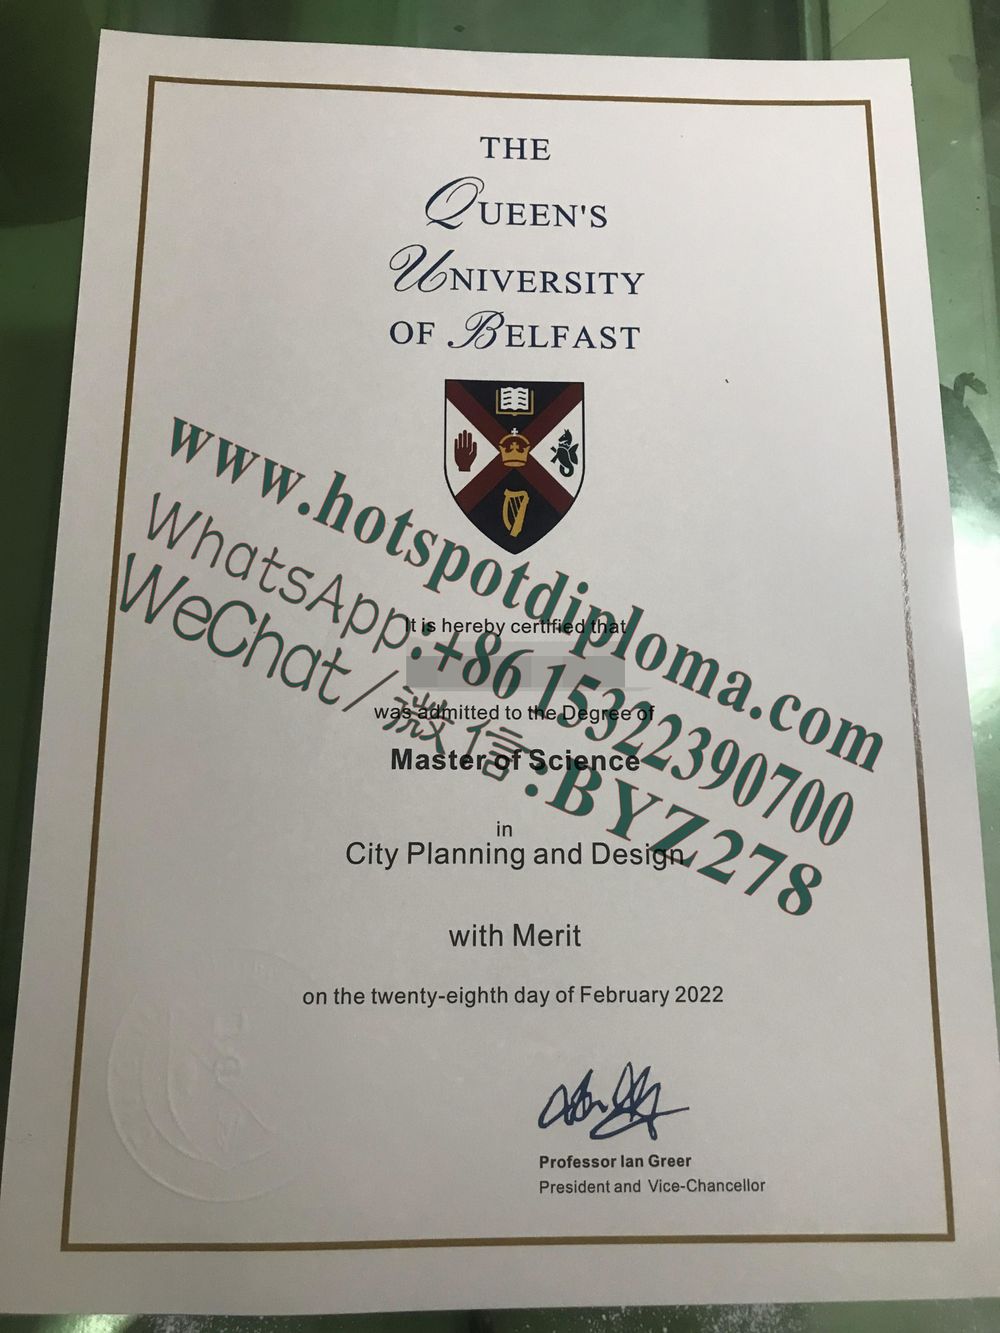 THE
QUEEN'S
UNIVERSITY
OF BELFAST
www.hotspotdiploma.com
WhatsApp:+86 15322390700
WeChat/微信:BYZ278
It is hereby certified that
was admitted to the Degree of
Master of Science
in
City Planning and Design
with Merit
on the twenty-eighth day of February 2022
Professor Ian Greer
President and Vice-Chancellor